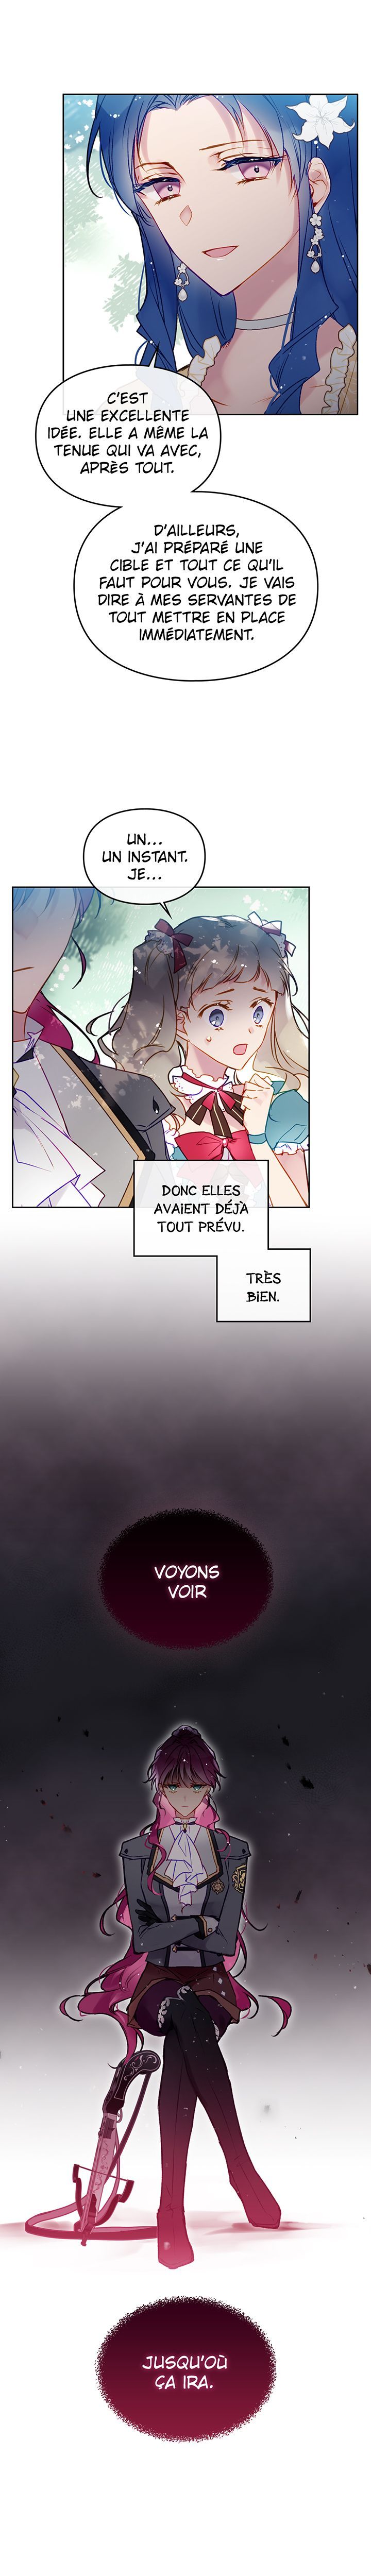 C'EST
UNE EXCELLENTE
IDÉE. ELLE A MÊME LA
TENUE QUI VA AVEC,
APRÈS TOUT.
D'AILLEURS,
J'AI PRÉPARÉ UNE
CIBLE ET TOUT CE QU'IL
FAUT POUR VOUS. JE VAIS
DIRE À MES SERVANTES DE
TOUT METTRE EN PLACE
IMMÉDIATEMENT.
UN...
UN INSTANT.
JE...
DONC ELLES
AVAIENT DÉJÀ
TOUT PRÉVU.
TRÈS
BIEN.
VOYONS
VOIR
JUSQU'OÙ
ÇA IRA.